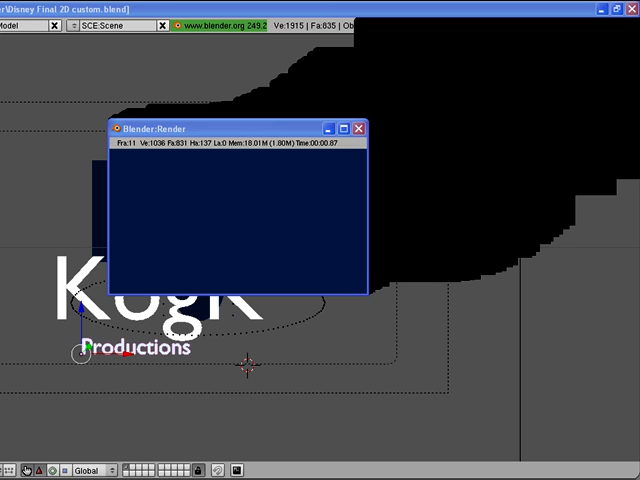 er\Disney Final 2D custom.blend]
Model
SCE:Scene
www.blender.org 249.2
Ve:1915 | Fa:835 | Ob
Blender:Render
Fra:11 Ve:1036 Fa:831 Ha:137 La:0 Mem:18.01M (1.80M) Time:00:00.87
KogK
Productions
Global